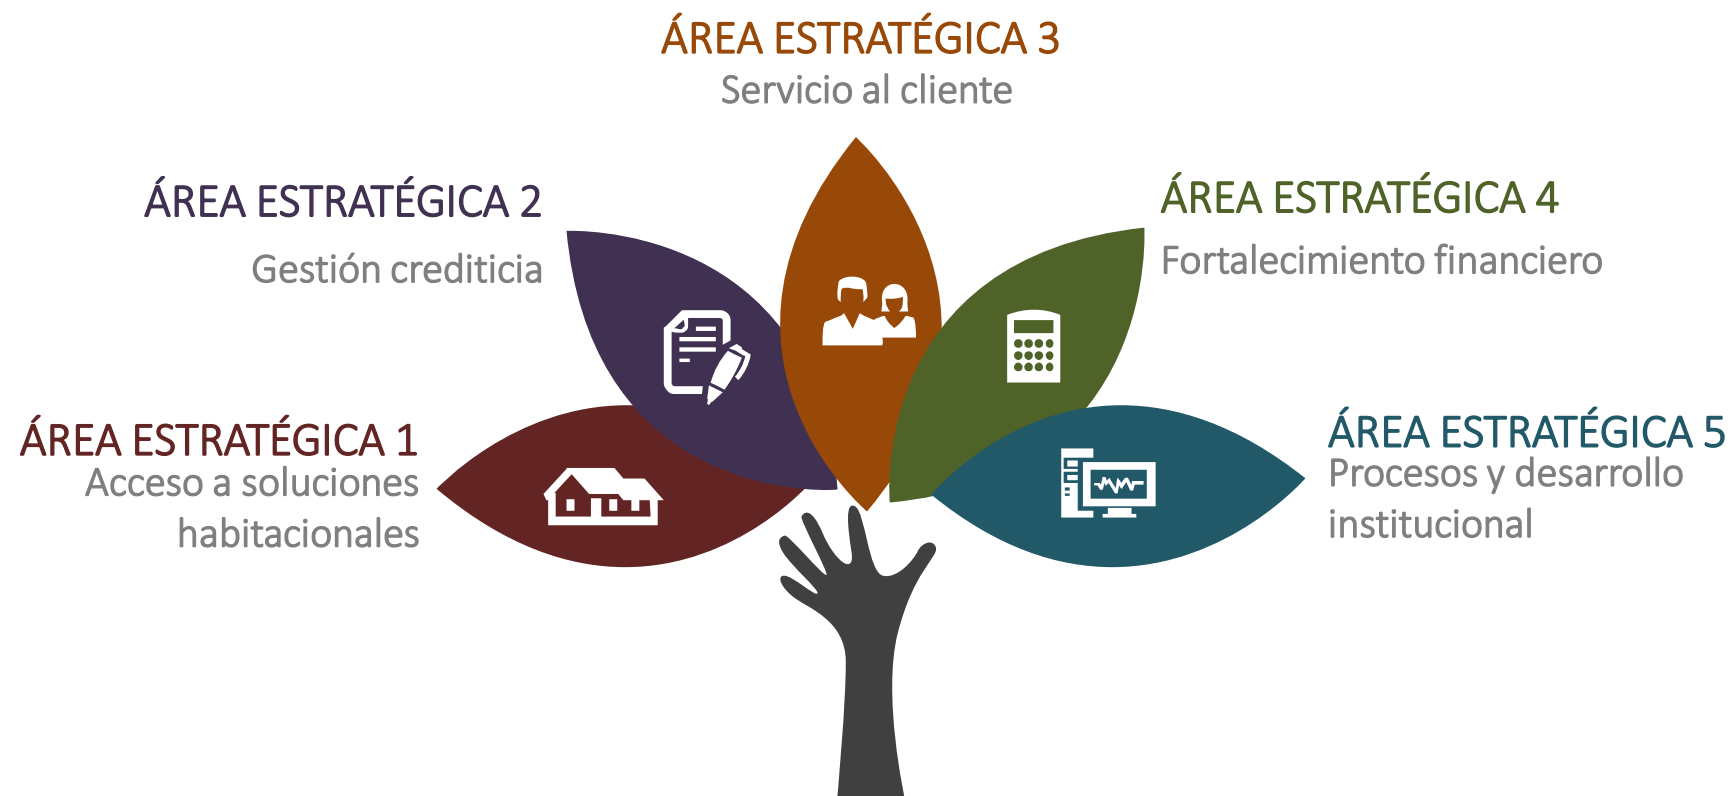 ÁREA ESTRATÉGICA 3
Servicio al cliente
ÁREA ESTRATÉGICA 2
Gestión crediticia
ÁREA ESTRATÉGICA 4
Fortalecimiento financiero
ÁREA ESTRATÉGICA 1
Acceso a soluciones
habitacionales
ÁREA ESTRATÉGICA 5
Procesos y desarrollo
institucional